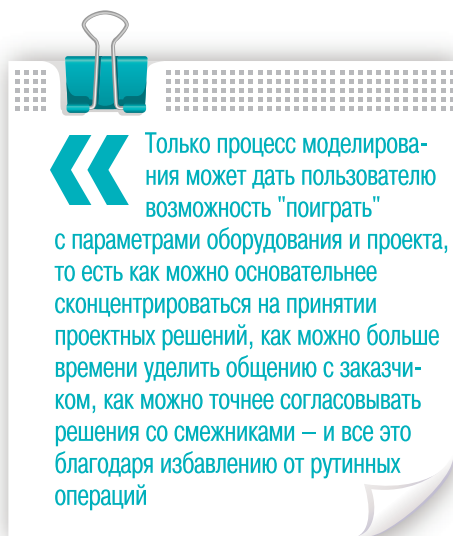 «
Только процесс моделирова-
ния может дать пользователю
возможность "поиграть"
с параметрами оборудования и проекта,
то есть как можно основательнее
сконцентрироваться на принятии
проектных решений, как можно больше
времени уделить общению с заказчи-
ком, как можно точнее согласовывать
решения со смежниками – и все это
благодаря избавлению от рутинных
операций